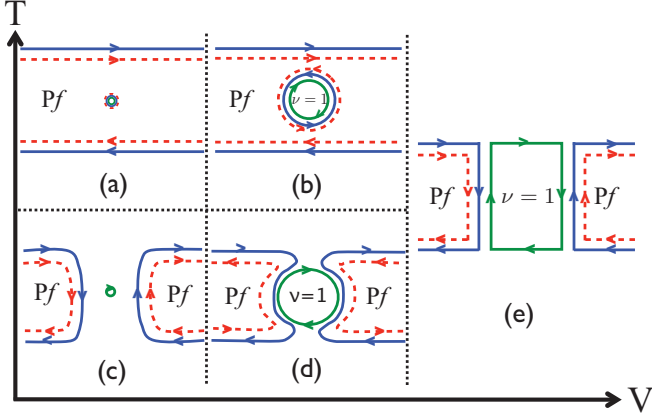 T
Pf
(a)
Pf
ν = 1
(b)
Pf
ν = 1
Pf
(e)
Pf
Pf
(c)
Pf
ν=1
Pf
(d)
V